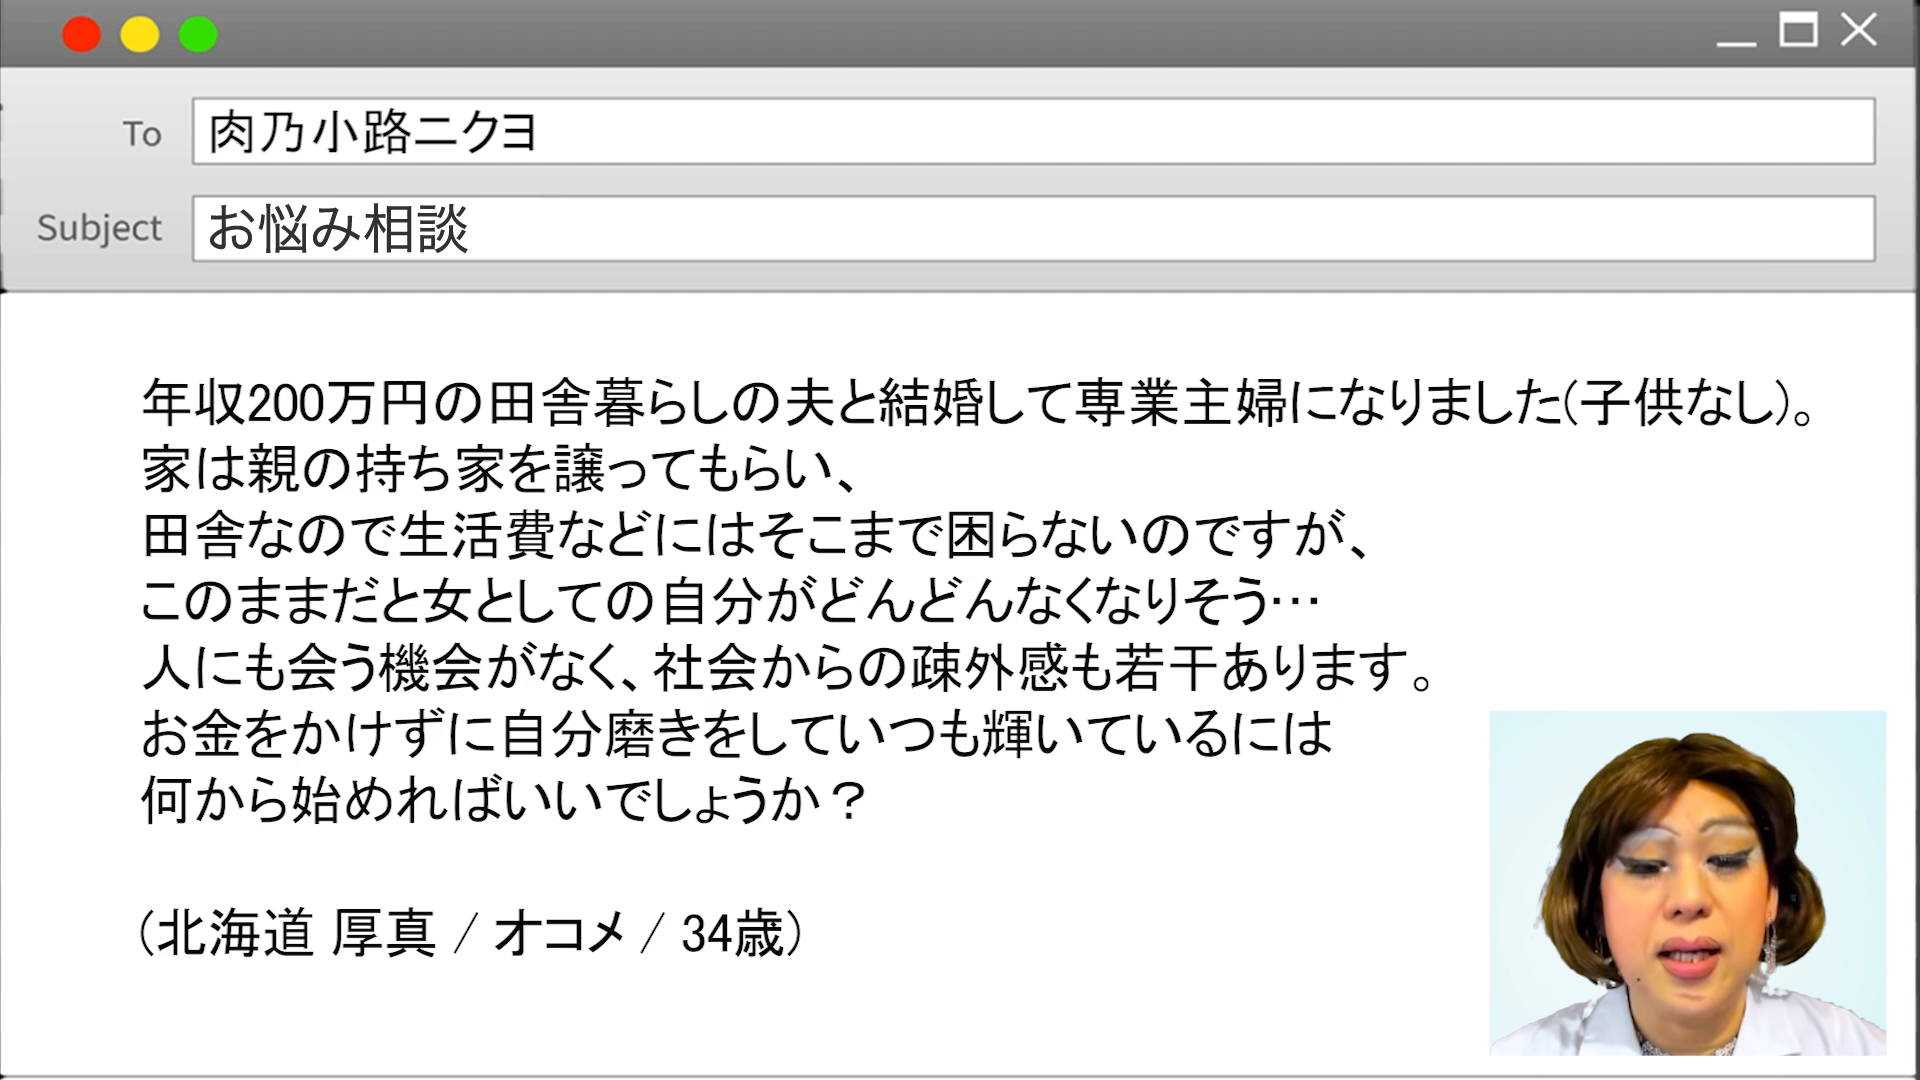 To
肉乃小路ニクヨ
Subject
お悩み相談
年収200万円の田舎暮らしの夫と結婚して専業主婦になりました(子供なし)。
家は親の持ち家を譲ってもらい、
田舎なので生活費などにはそこまで困らないのですが、
このままだと女としての自分がどんどんなくなりそう…
人にも会う機会がなく、社会からの疎外感も若干あります。
お金をかけずに自分磨きをしていつも輝いているには
何から始めればいいでしょうか？
(北海道 厚真 / オコメ / 34歳)